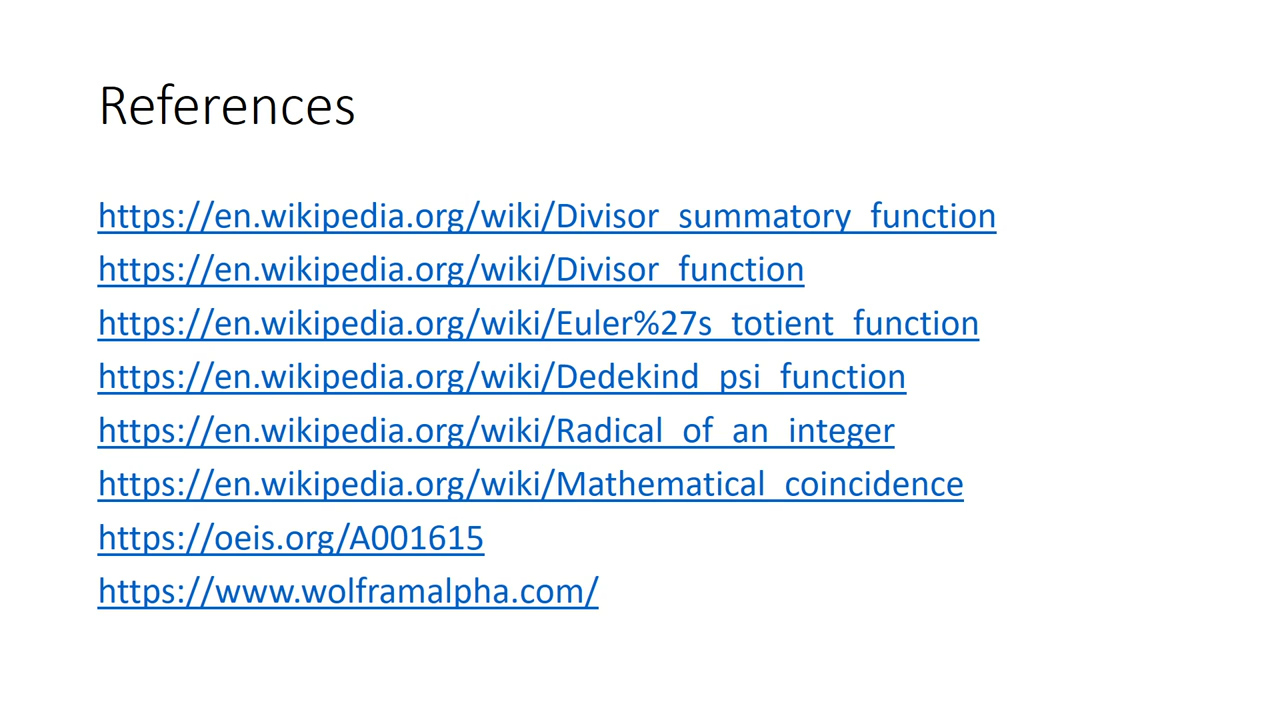 References
https://en.wikipedia.org/wiki/Divisor_summatory_function
https://en.wikipedia.org/wiki/Divisor_function
https://en.wikipedia.org/wiki/Euler%27s_totient_function
https://en.wikipedia.org/wiki/Dedekind_psi_function
https://en.wikipedia.org/wiki/Radical_of_an_integer
https://en.wikipedia.org/wiki/Mathematical_coincidence
https://oeis.org/A001615
https://www.wolframalpha.com/